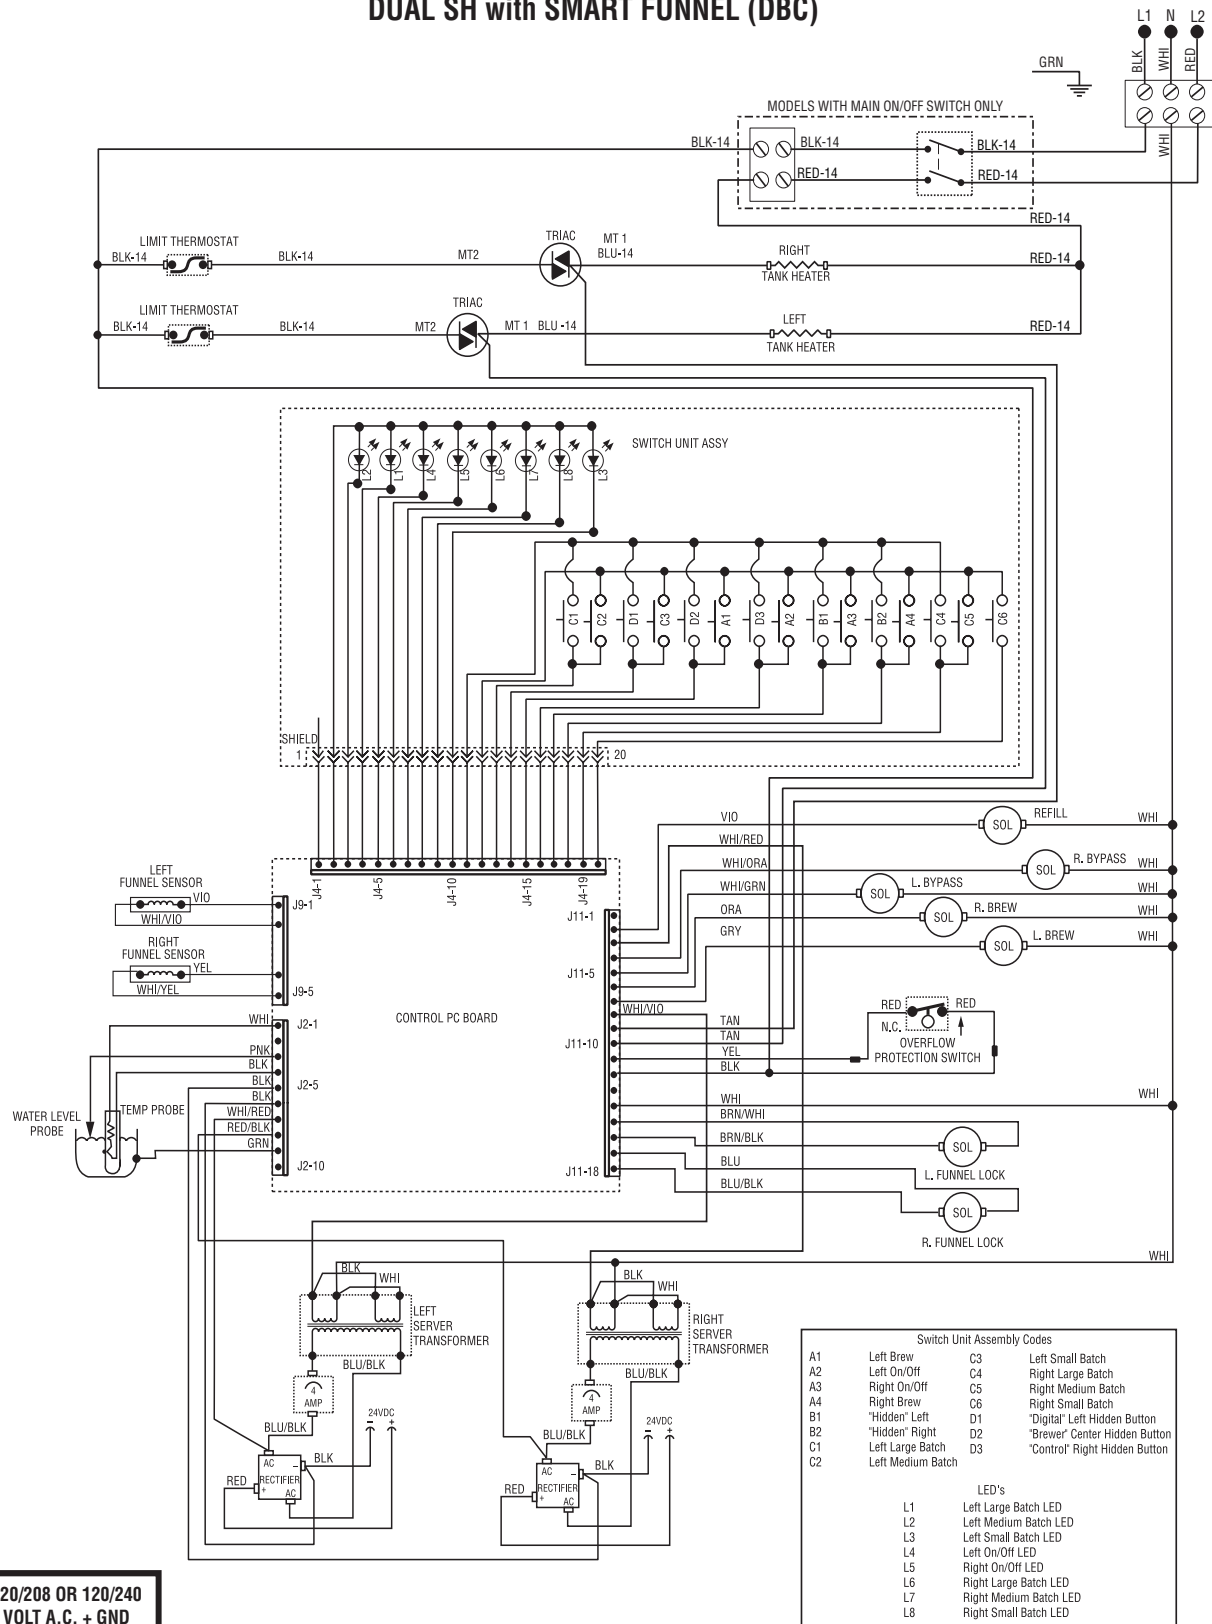 DUAL SH with SMART FUNNEL (DBC)
L1 N L2
BLK WHI RED
GRN
MODELS WITH MAIN ON/OFF SWITCH ONLY
BLK-14 BLK-14 BLK-14 WHI
RED-14 RED-14
RED-14
LIMIT THERMOSTAT TRIAC MT 1 RIGHT
BLK-14 BLK-14 MT2 BLU-14 RED-14
TANK HEATER
LIMIT THERMOSTAT TRIAC LEFT
BLK-14 BLK-14 MT2 MT 1 BLU -14 RED-14
TANK HEATER
SWITCH UNIT ASSY
L2 L1 L4 L5 L6 L7 L8 L3
C1 C2 D1 C3 D2 A1 D3 A2 B1 A3 B2 A4 C4 C5 C6
SHIELD
1 20
VIO REFILL WHI
SOL
WHI/RED
WHI/ORA R. BYPASS WHI
SOL
WHI/GRN L. BYPASS WHI
SOL
ORA R. BREW WHI
SOL
GRY L. BREW WHI
SOL
J4-1 J4-5 J4-10 J4-15 J4-19
LEFT
FUNNEL SENSOR
VIO
WHI/VIO
J9-1
RIGHT
FUNNEL SENSOR
YEL
WHI/YEL
J9-5
J11-1
J11-5
CONTROL PC BOARD
WHI/VIO
TAN
TAN
J11-10
YEL
BLK
RED RED
N.C.
OVERFLOW
PROTECTION SWITCH
WHI J2-1
PNK
BLK
BLK J2-5
BLK
WHI/RED
RED/BLK
GRN
J2-10
WATER LEVEL
PROBE
TEMP PROBE
WHI WHI
BRN/WHI
BRN/BLK
SOL
L. FUNNEL LOCK
BLU
J11-18
BLU/BLK
SOL
R. FUNNEL LOCK
WHI
BLK
WHI
LEFT
SERVER
TRANSFORMER
BLU/BLK
4
AMP
BLU/BLK
24VDC
- +
BLK
AC -
RECTIFIER
RED + AC
BLK
WHI
RIGHT
SERVER
TRANSFORMER
BLU/BLK
4
AMP
BLU/BLK
24VDC
- +
BLK
AC -
RECTIFIER
RED + AC
Switch Unit Assembly Codes
A1 Left Brew C3 Left Small Batch
A2 Left On/Off C4 Right Large Batch
A3 Right On/Off C5 Right Medium Batch
A4 Right Brew C6 Right Small Batch
B1 "Hidden" Left D1 "Digital" Left Hidden Button
B2 "Hidden" Right D2 "Brewer" Center Hidden Button
C1 Left Large Batch D3 "Control" Right Hidden Button
C2 Left Medium Batch
LED's
L1 Left Large Batch LED
L2 Left Medium Batch LED
L3 Left Small Batch LED
L4 Left On/Off LED
L5 Right On/Off LED
L6 Right Large Batch LED
L7 Right Medium Batch LED
L8 Right Small Batch LED
20/208 OR 120/240
VOLT A.C. + GND